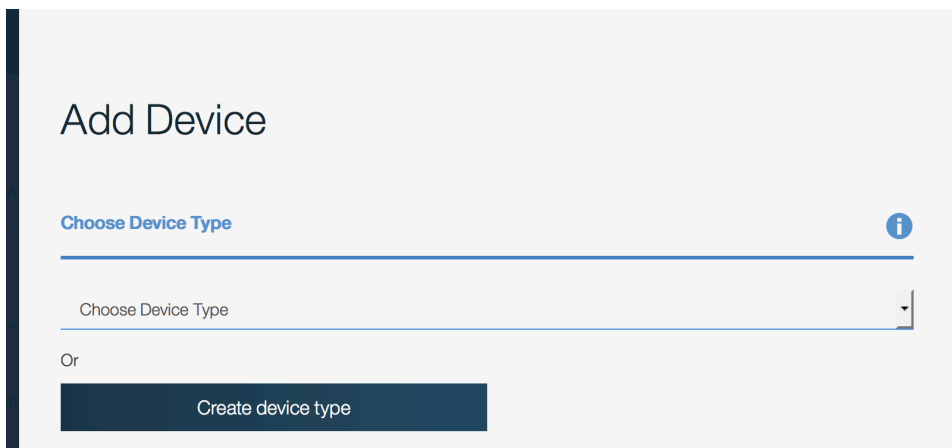 Add Device
Choose Device Type
Choose Device Type
Or
Create device type